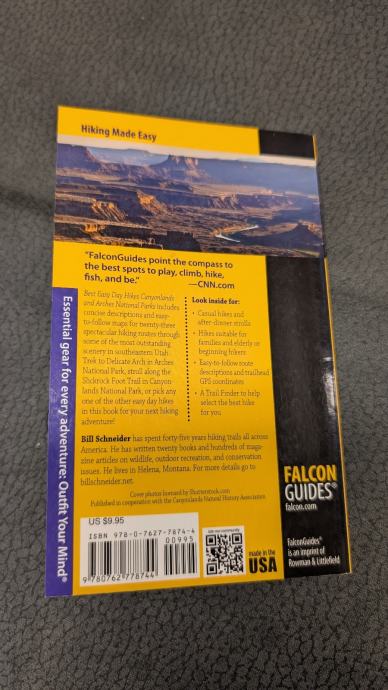 Hiking Made Easy
"FalconGuides point the compass to
the best spots to play, climb, hike,
fish, and be."
—CNN.com
Best Easy Day Hikes Canyonlands
and Arches National Parks includes
concise descriptions and easy-
to-follow maps for twenty-three
spectacular hiking routes through
some of the most outstanding
scenery in southeastern Utah.
Trek to Delicate Arch in Arches
National Park, stroll along the
Slickrock Foot Trail in Canyon-
lands National Park, or pick any
one of the other easy day hikes
in this book for your next hiking
adventure!
Look inside for:
• Casual hikes and
after-dinner strolls
• Hikes suitable for
families and elderly or
beginning hikers
• Easy-to-follow route
descriptions and trailhead
GPS coordinates
• A Trail Finder to help
select the best hike
for you
Bill Schneider has spent forty-five years hiking trails all across
America. He has written twenty books and hundreds of maga-
zine articles on wildlife, outdoor recreation, and conservation
issues. He lives in Helena, Montana. For more details go to
billschneider.net.
Cover photos licensed by Shutterstock.com
Published in cooperation with the Canyonlands Natural History Association
Essential gear for every adventure: Outfit Your Mind®
US $9.95
ISBN 978-0-7627-7874-4
00995
9 780762 778744
made in the
USA
FALCON
GUIDES®
falcon.com
FalconGuides®
is an imprint of
Rowman & Littlefield